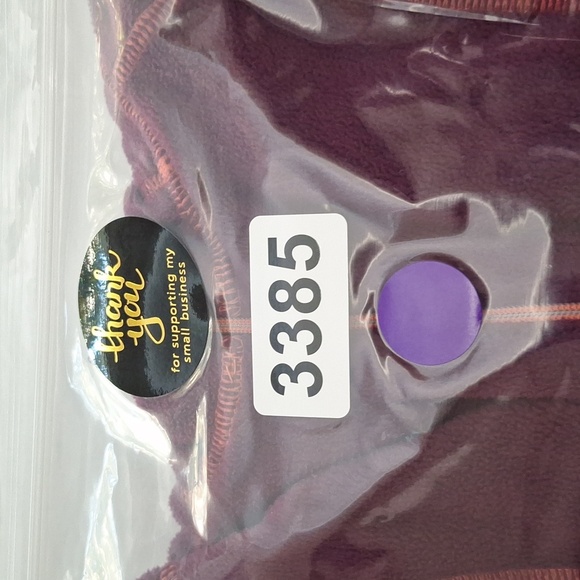 thank
you
for supporting my
small business
3385